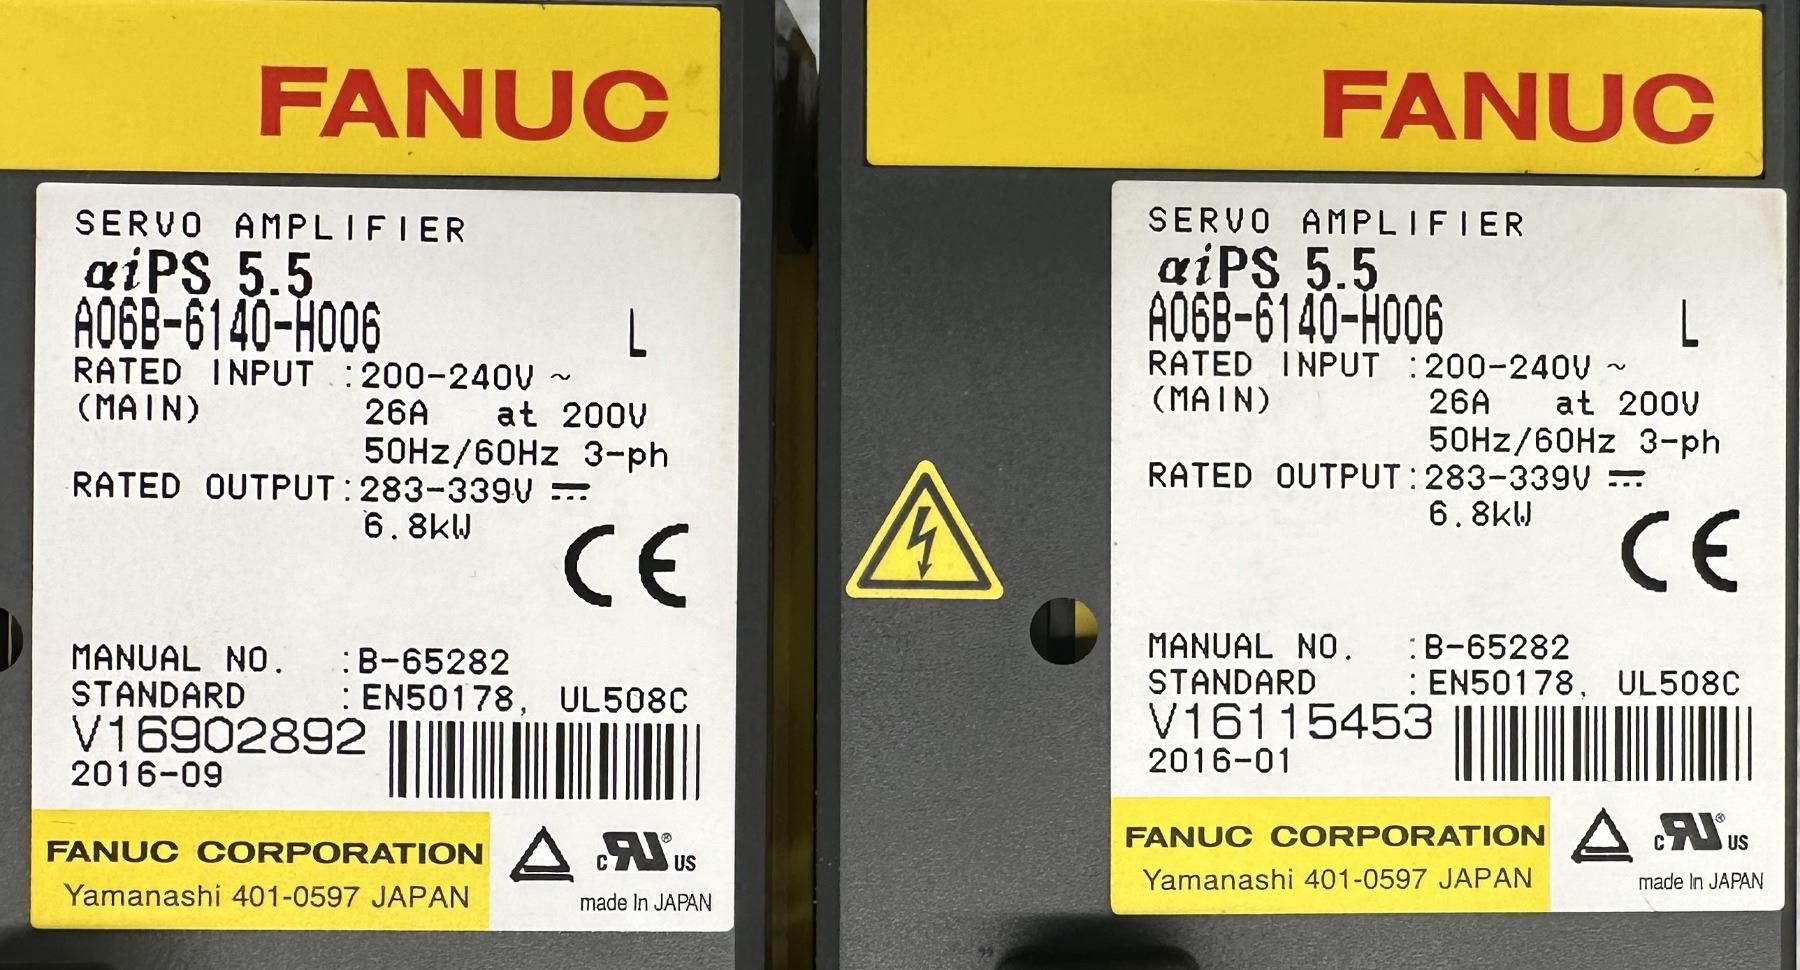 FANUC
SERVO AMPLIFIER
αiPS 5.5
A06B-6140-H006 L
RATED INPUT :200-240V ~
(MAIN) 26A at 200V
50Hz/60Hz 3-ph
RATED OUTPUT:283-339V ⎓
6.8kW
CE
MANUAL NO. :B-65282
STANDARD :EN50178, UL508C
V16902892
2016-09
FANUC CORPORATION
Yamanashi 401-0597 JAPAN
c RU ® US
made In JAPAN
FANUC
SERVO AMPLIFIER
αiPS 5.5
A06B-6140-H006 L
RATED INPUT :200-240V ~
(MAIN) 26A at 200V
50Hz/60Hz 3-ph
RATED OUTPUT:283-339V ⎓
6.8kW
CE
MANUAL NO. :B-65282
STANDARD :EN50178, UL508C
V16115453
2016-01
FANUC CORPORATION
Yamanashi 401-0597 JAPAN
c RU ® US
made In JAPAN